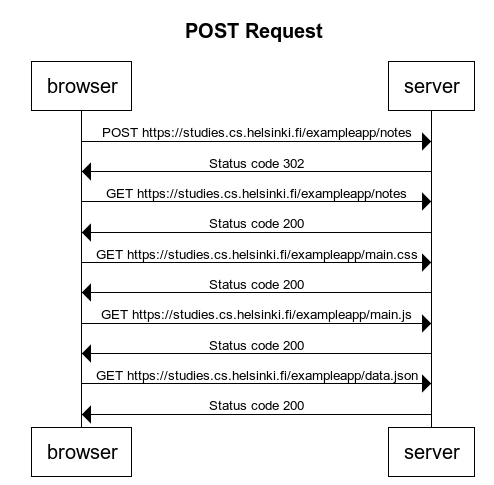 POST Request
browser server
POST https://studies.cs.helsinki.fi/exampleapp/notes
Status code 302
GET https://studies.cs.helsinki.fi/exampleapp/notes
Status code 200
GET https://studies.cs.helsinki.fi/exampleapp/main.css
Status code 200
GET https://studies.cs.helsinki.fi/exampleapp/main.js
Status code 200
GET https://studies.cs.helsinki.fi/exampleapp/data.json
Status code 200
browser server